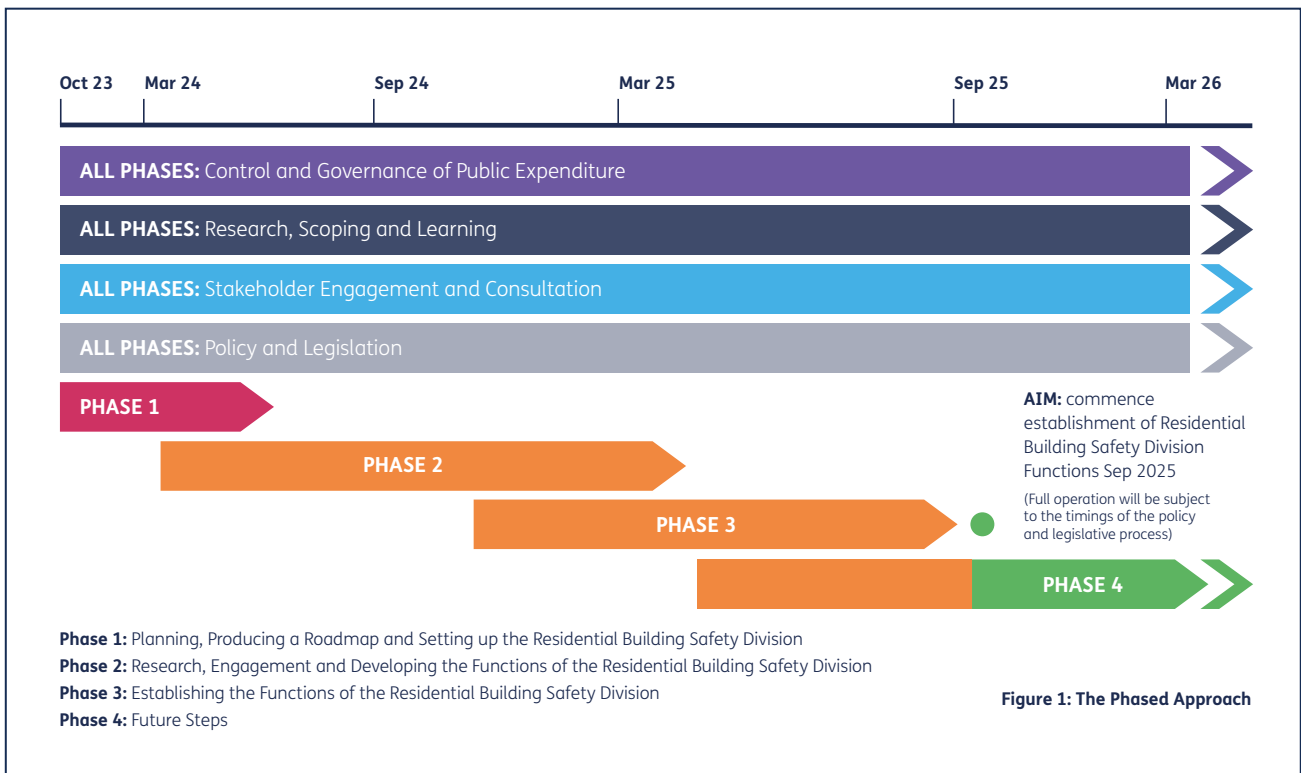 Oct 23 Mar 24 Sep 24 Mar 25 Sep 25 Mar 26
ALL PHASES: Control and Governance of Public Expenditure
ALL PHASES: Research, Scoping and Learning
ALL PHASES: Stakeholder Engagement and Consultation
ALL PHASES: Policy and Legislation
PHASE 1
PHASE 2
PHASE 3
AIM: commence
establishment of Residential
Building Safety Division
Functions Sep 2025
(Full operation will be subject
to the timings of the policy
and legislative process)
PHASE 4
Phase 1: Planning, Producing a Roadmap and Setting up the Residential Building Safety Division
Phase 2: Research, Engagement and Developing the Functions of the Residential Building Safety Division
Phase 3: Establishing the Functions of the Residential Building Safety Division
Phase 4: Future Steps
Figure 1: The Phased Approach